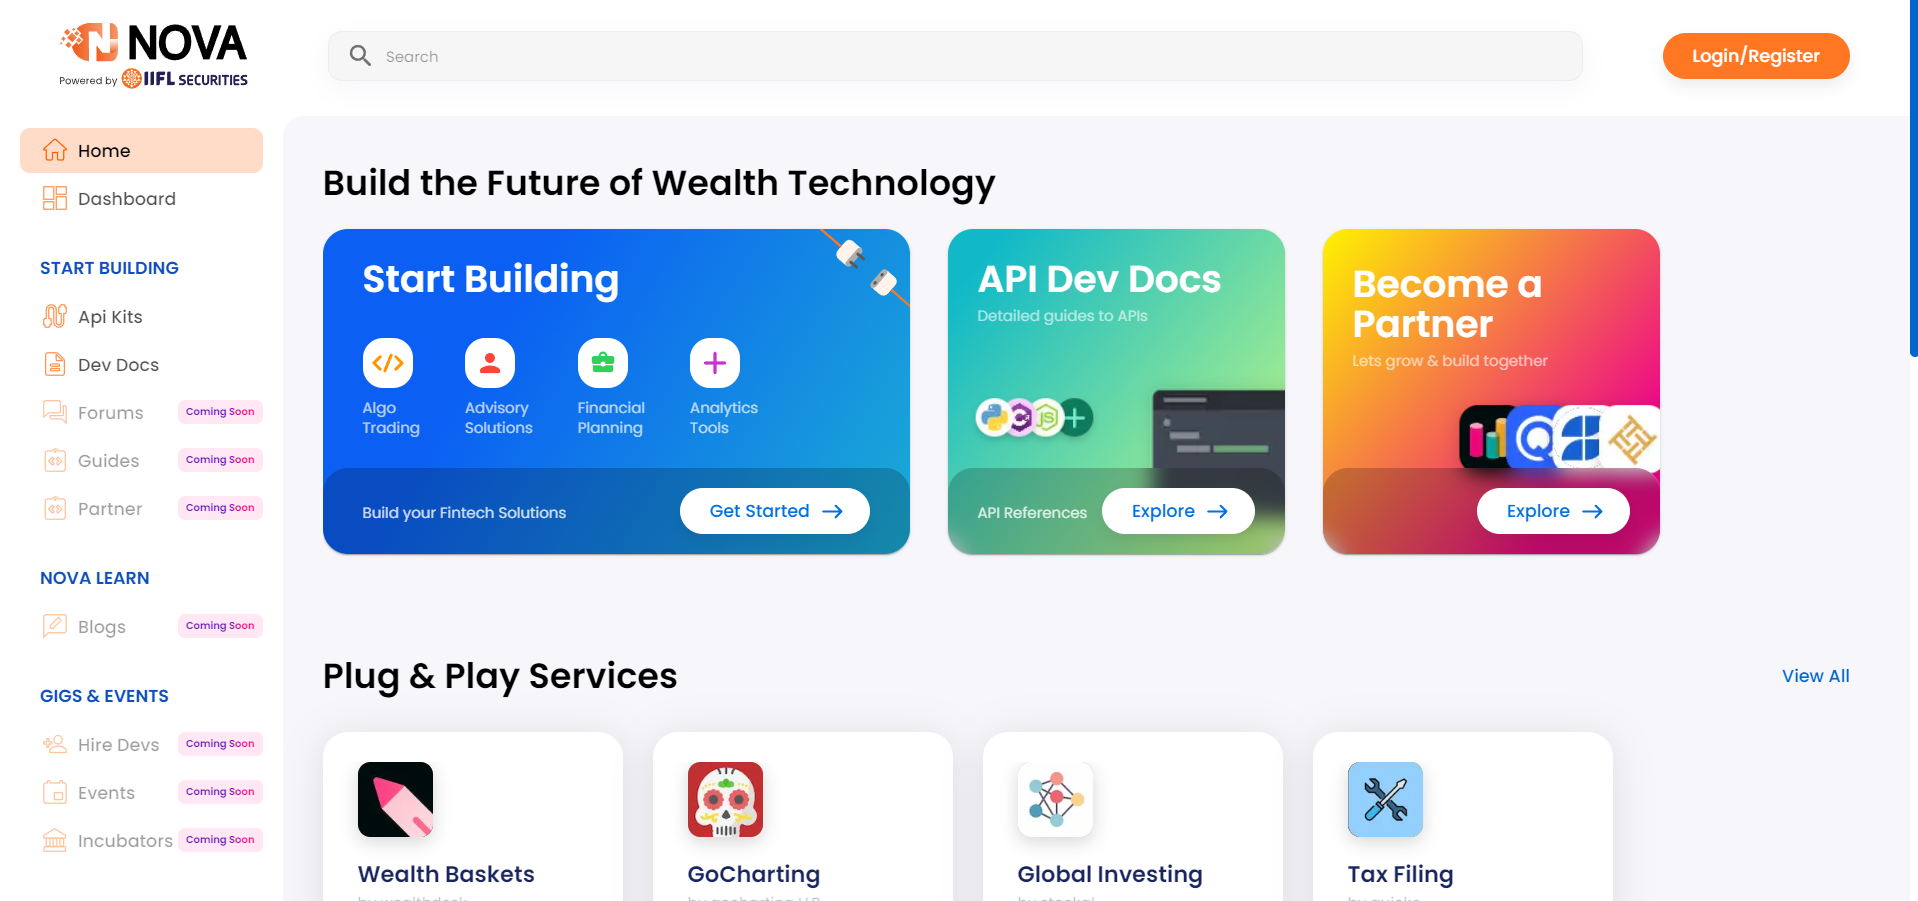 NOVA
Powered by IIFL SECURITIES
Search
Login/Register
Home
Dashboard
START BUILDING
Api Kits
Dev Docs
Forums Coming Soon
Guides Coming Soon
Partner Coming Soon
NOVA LEARN
Blogs Coming Soon
GIGS & EVENTS
Hire Devs Coming Soon
Events Coming Soon
Incubators Coming Soon
Build the Future of Wealth Technology
Start Building
Algo
Trading
Advisory
Solutions
Financial
Planning
Analytics
Tools
Build your Fintech Solutions
Get Started
API Dev Docs
Detailed guides to APIs
API References
Explore
Become a
Partner
Lets grow & build together
Explore
Plug & Play Services
View All
Wealth Baskets
GoCharting
Global Investing
Tax Filing